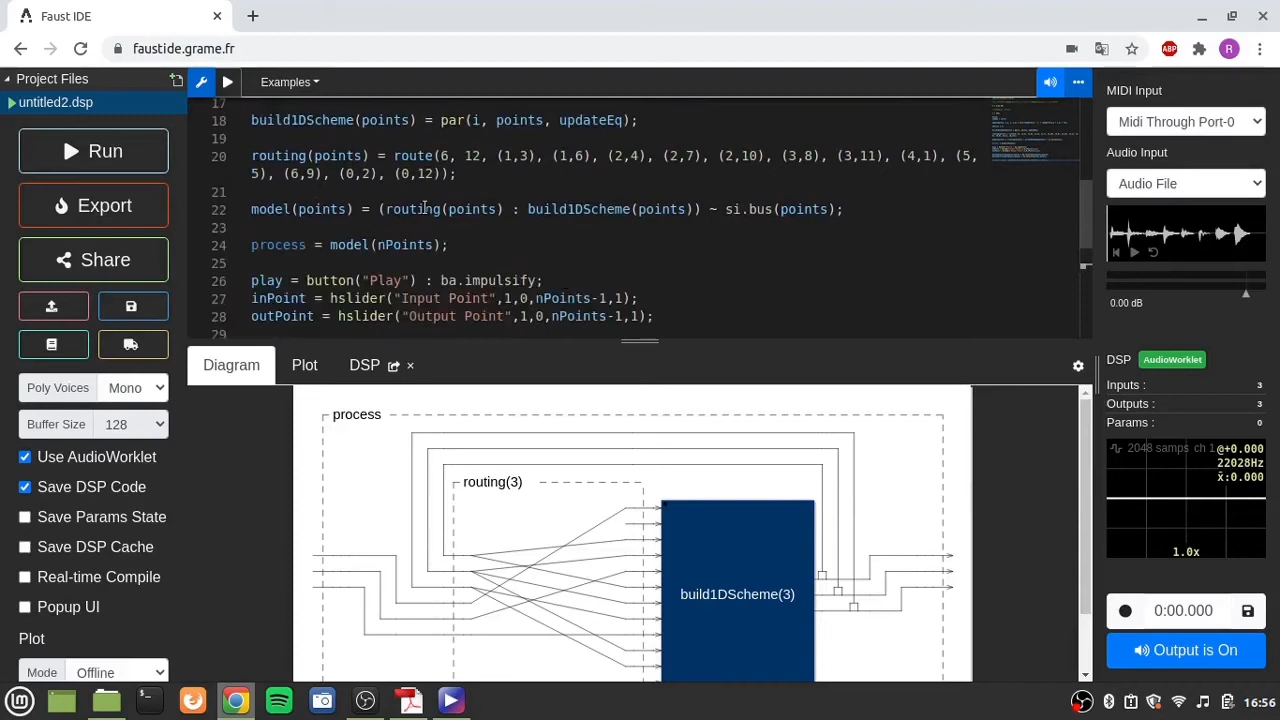 Faust IDE
faustide.grame.fr
Project Files
untitled2.dsp
Run
Export
Share
Poly Voices Mono
Buffer Size 128
Use AudioWorklet
Save DSP Code
Save Params State
Save DSP Cache
Real-time Compile
Popup UI
Plot
Mode Offline
Examples
17
18 build1DScheme(points) = par(i, points, updateEq);
19
20 routing(points) = route(6, 12, (1,3), (1,6), (2,4), (2,7), (2,10), (3,8), (3,11), (4,1), (5,
5), (6,9), (0,2), (0,12));
21
22 model(points) = (routing(points) : build1DScheme(points)) ~ si.bus(points);
23
24 process = model(nPoints);
25
26 play = button("Play") : ba.impulsify;
27 inPoint = hslider("Input Point",1,0,nPoints-1,1);
28 outPoint = hslider("Output Point",1,0,nPoints-1,1);
29
Diagram Plot DSP
process
routing(3)
build1DScheme(3)
MIDI Input
Midi Through Port-0
Audio Input
Audio File
0.00 dB
DSP AudioWorklet
Inputs : 3
Outputs : 3
Params : 0
2048 samps ch 1 @+0.000
22028Hz
x̄:0.000
1.0x
0:00.000
Output is On
16:56